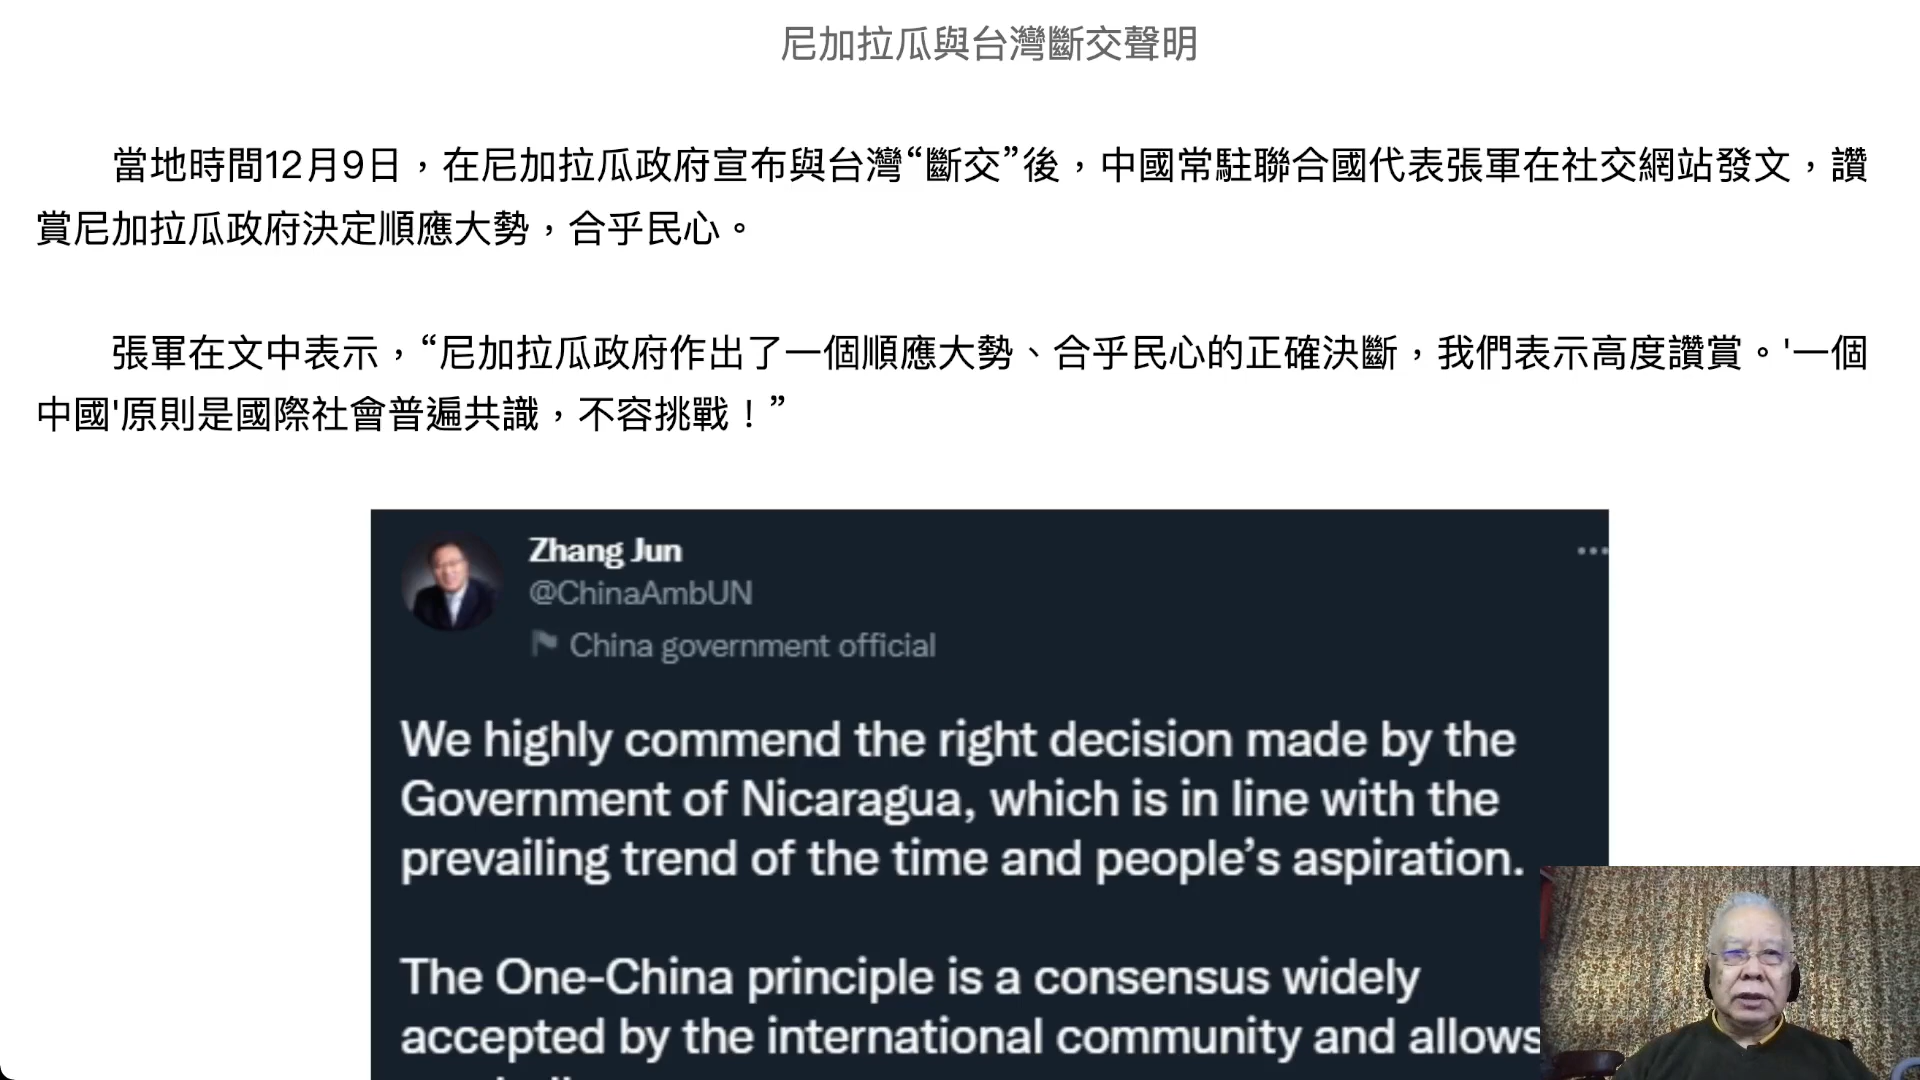 尼加拉瓜與台灣斷交聲明
當地時間12月9日，在尼加拉瓜政府宣布與台灣“斷交”後，中國常駐聯合國代表張軍在社交網站發文，讚
賞尼加拉瓜政府決定順應大勢，合乎民心。
張軍在文中表示，“尼加拉瓜政府作出了一個順應大勢、合乎民心的正確決斷，我們表示高度讚賞。'一個
中國'原則是國際社會普遍共識，不容挑戰！”
Zhang Jun
@ChinaAmbUN
China government official
We highly commend the right decision made by the
Government of Nicaragua, which is in line with the
prevailing trend of the time and people’s aspiration.
The One-China principle is a consensus widely
accepted by the international community and allows